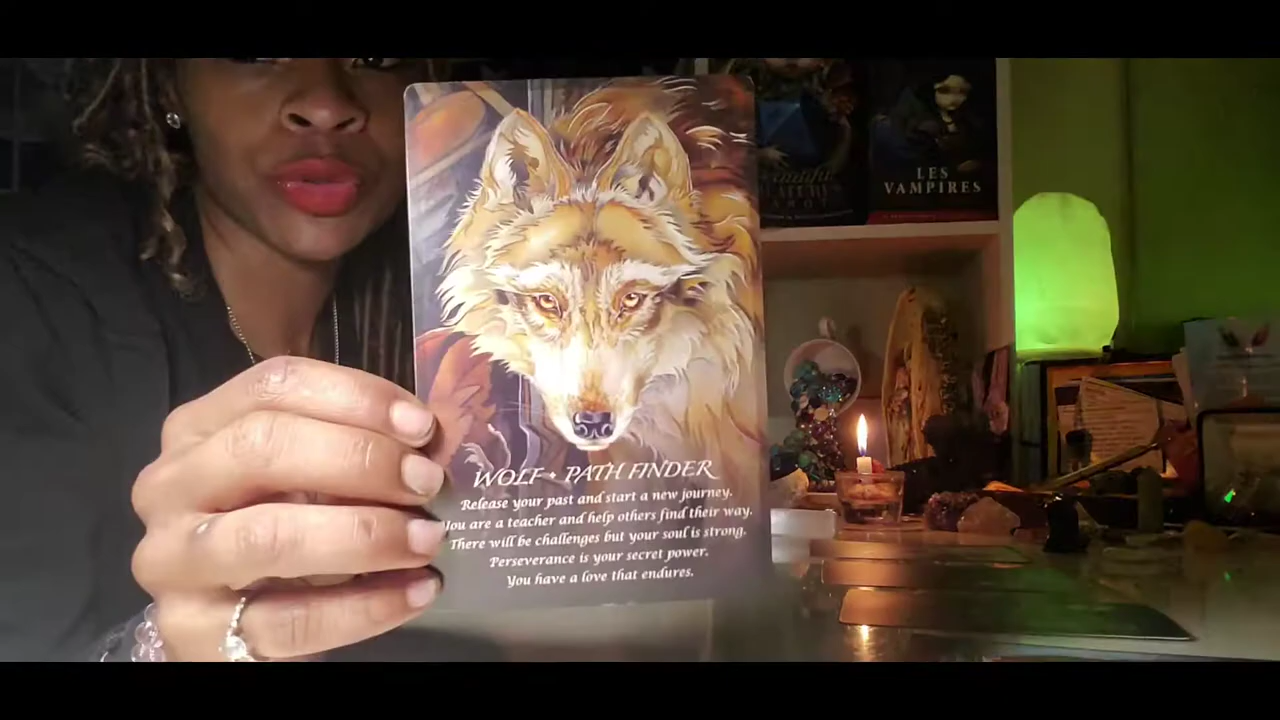 LES
VAMPIRES
TAROT
WOLF • PATH FINDER
Release your past and start a new journey.
You are a teacher and help others find their way.
There will be challenges but your soul is strong.
Perseverance is your secret power.
You have a love that endures.